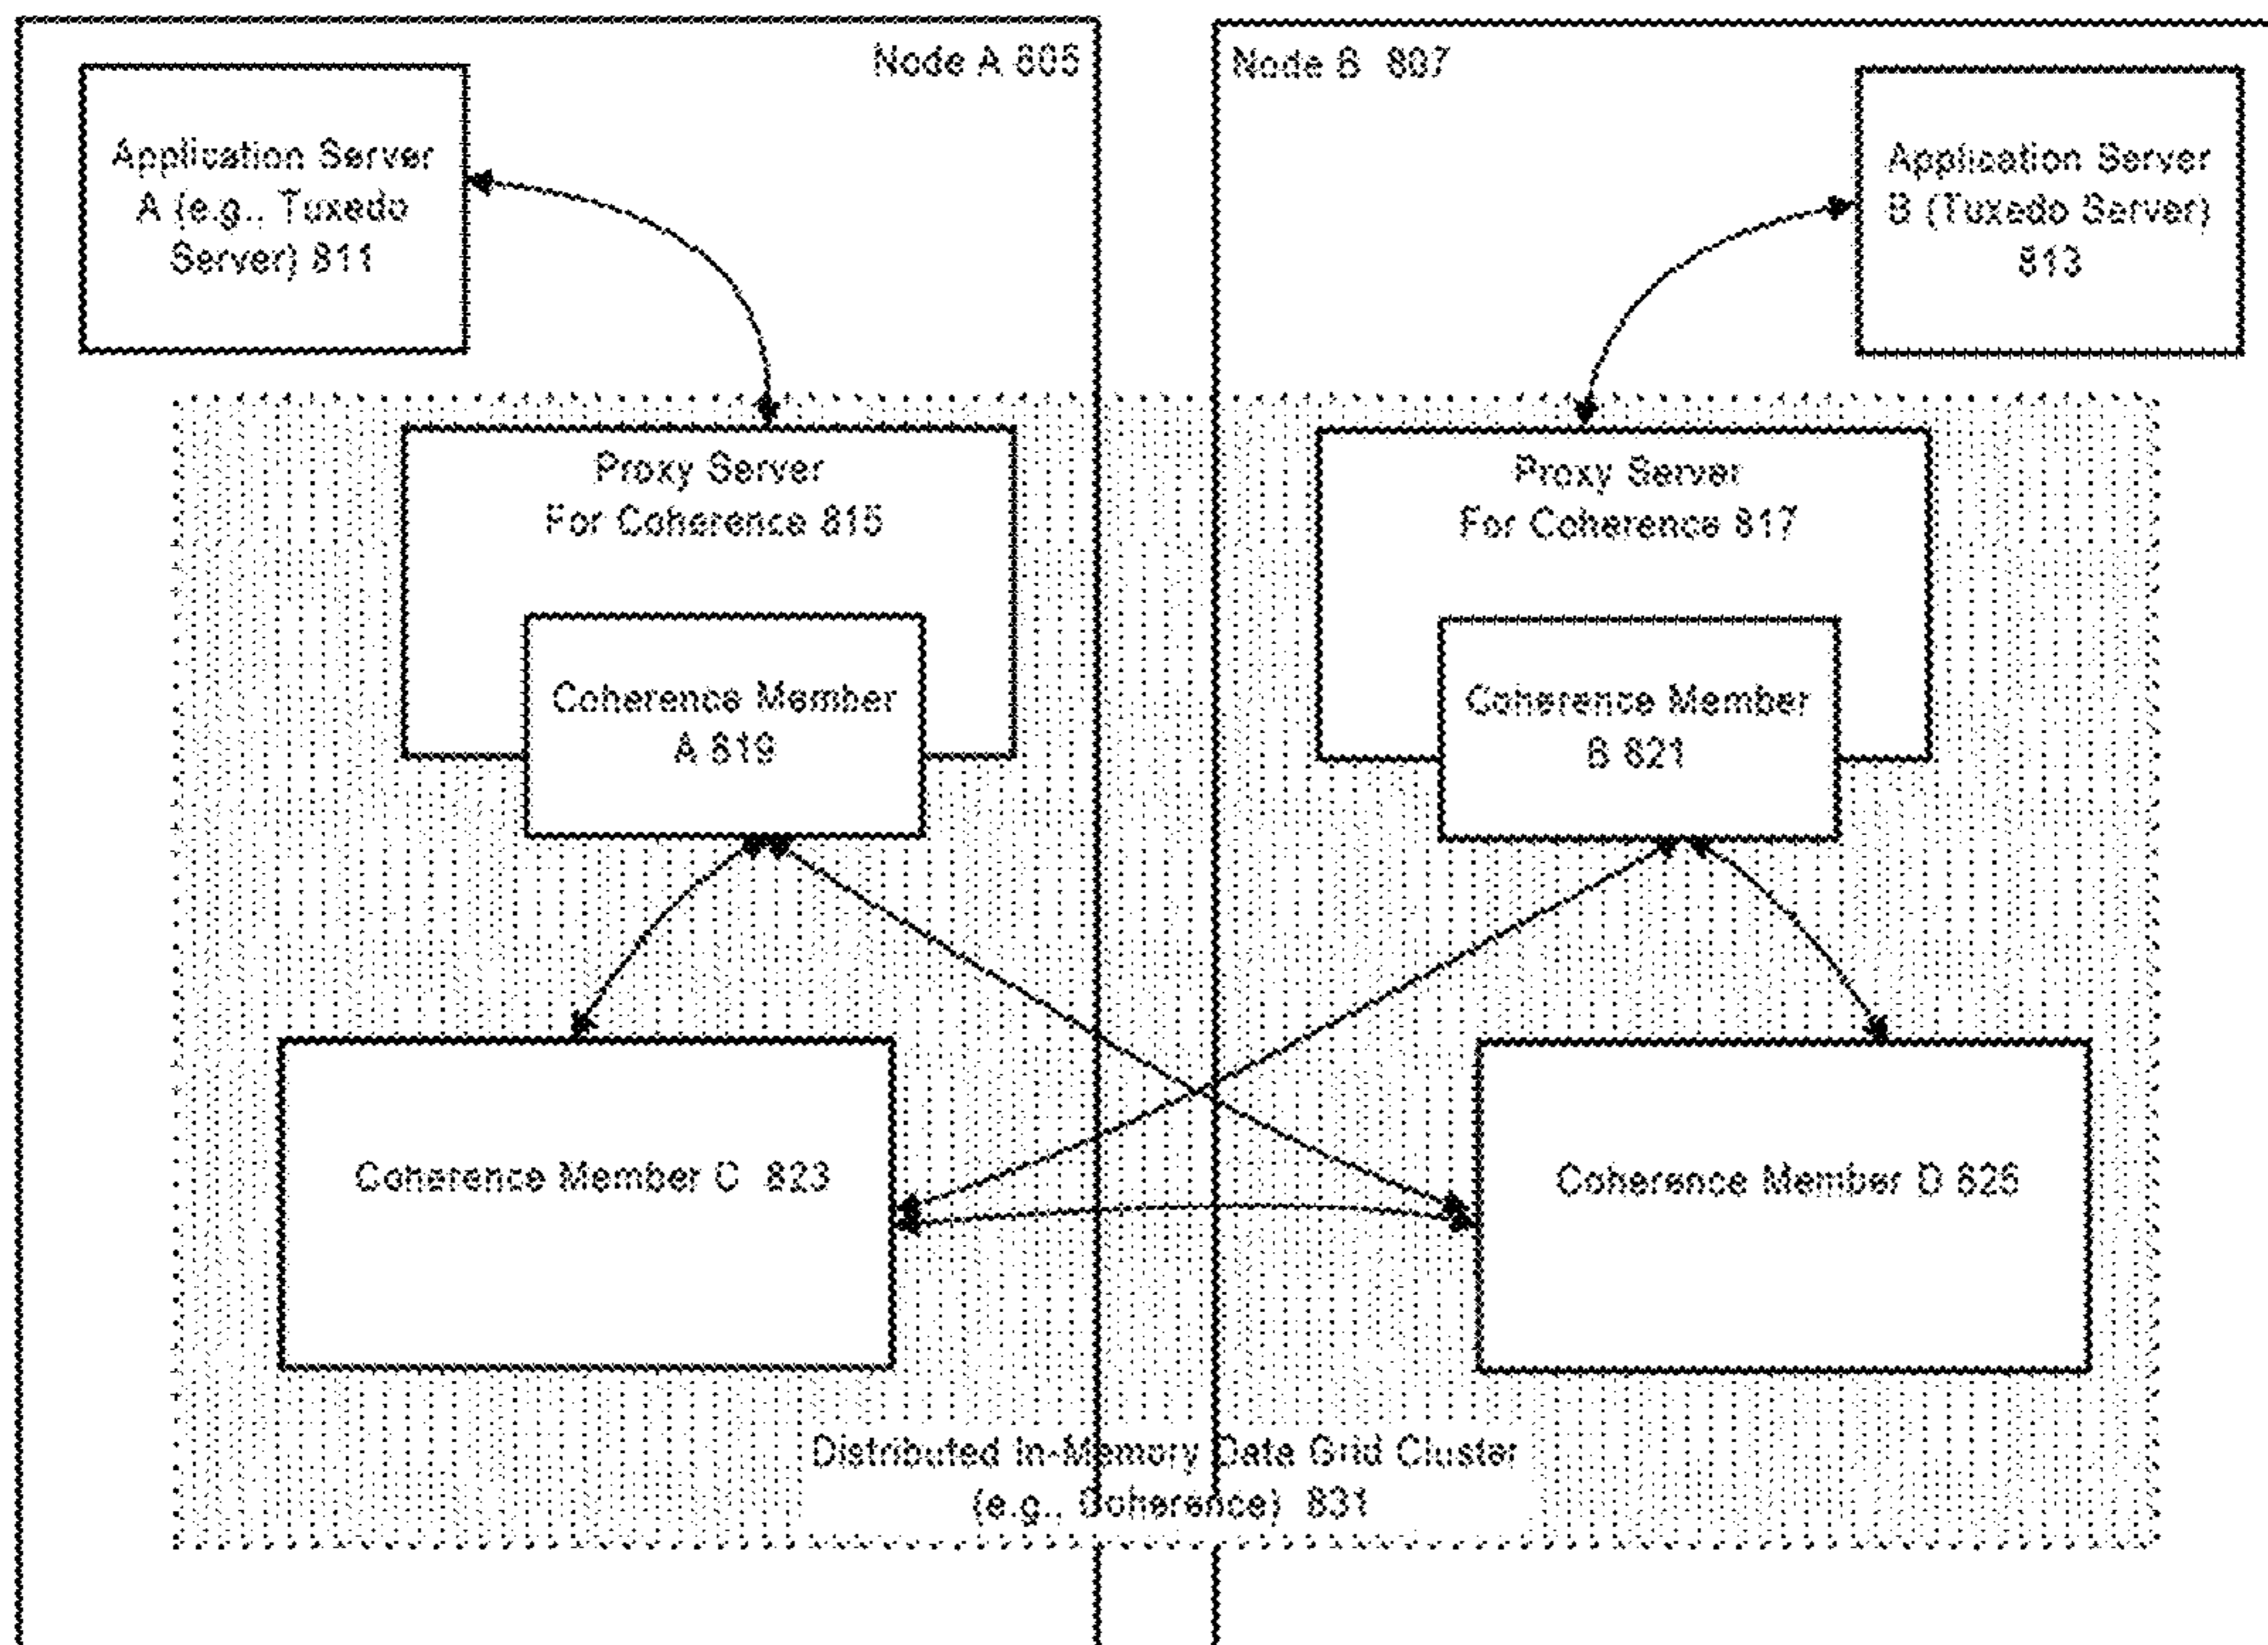 Node A 805
Node B 807
Application Server
A (e.g., Tuxedo
Server) 811
Application Server
B (Tuxedo Server)
813
Proxy Server
For Coherence 815
Proxy Server
For Coherence 817
Coherence Member
A 819
Coherence Member
B 821
Coherence Member C 823
Coherence Member D 825
Distributed In-Memory Data Grid Cluster
(e.g., Coherence) 831